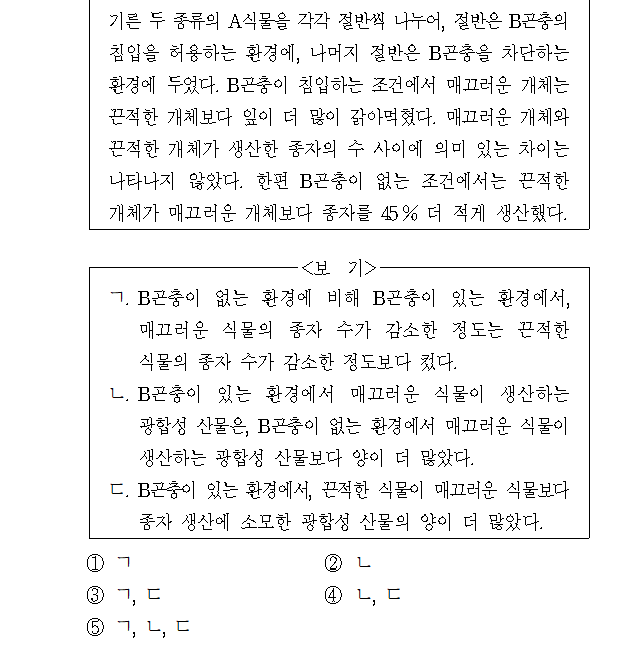 기른 두 종류의 A식물을 각각 절반씩 나누어, 절반은 B곤충의
침입을 허용하는 환경에, 나머지 절반은 B곤충을 차단하는
환경에 두었다. B곤충이 침입하는 조건에서 매끄러운 개체는
끈적한 개체보다 잎이 더 많이 갉아먹혔다. 매끄러운 개체와
끈적한 개체가 생산한 종자의 수 사이에 의미 있는 차이는
나타나지 않았다. 한편 B곤충이 없는 조건에서는 끈적한
개체가 매끄러운 개체보다 종자를 45% 더 적게 생산했다.
<보 기>
ㄱ. B곤충이 없는 환경에 비해 B곤충이 있는 환경에서,
매끄러운 식물의 종자 수가 감소한 정도는 끈적한
식물의 종자 수가 감소한 정도보다 컸다.
ㄴ. B곤충이 있는 환경에서 매끄러운 식물이 생산하는
광합성 산물은, B곤충이 없는 환경에서 매끄러운 식물이
생산하는 광합성 산물보다 양이 더 많았다.
ㄷ. B곤충이 있는 환경에서, 끈적한 식물이 매끄러운 식물보다
종자 생산에 소모한 광합성 산물의 양이 더 많았다.
① ㄱ ② ㄴ
③ ㄱ, ㄷ ④ ㄴ, ㄷ
⑤ ㄱ, ㄴ, ㄷ